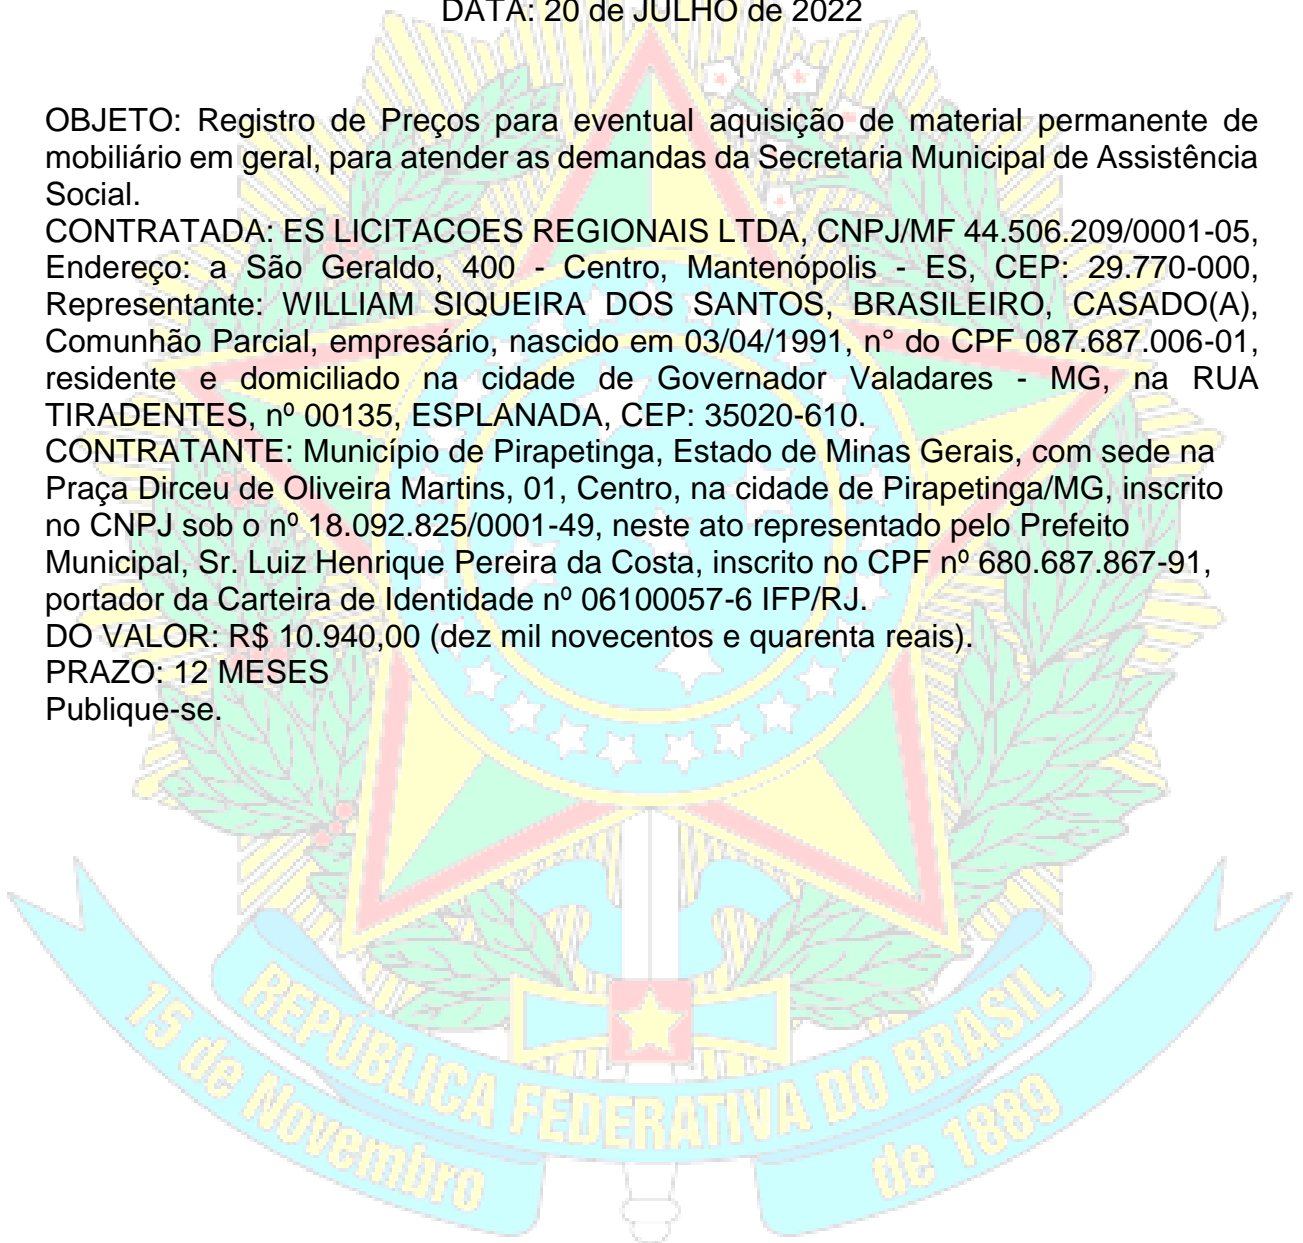 DATA: 20 de JULHO de 2022
OBJETO: Registro de Preços para eventual aquisição de material permanente de
mobiliário em geral, para atender as demandas da Secretaria Municipal de Assistência
Social.
CONTRATADA: ES LICITACOES REGIONAIS LTDA, CNPJ/MF 44.506.209/0001-05,
Endereço: a São Geraldo, 400 - Centro, Mantenópolis - ES, CEP: 29.770-000,
Representante: WILLIAM SIQUEIRA DOS SANTOS, BRASILEIRO, CASADO(A),
Comunhão Parcial, empresário, nascido em 03/04/1991, n° do CPF 087.687.006-01,
residente e domiciliado na cidade de Governador Valadares - MG, na RUA
TIRADENTES, nº 00135, ESPLANADA, CEP: 35020-610.
CONTRATANTE: Município de Pirapetinga, Estado de Minas Gerais, com sede na
Praça Dirceu de Oliveira Martins, 01, Centro, na cidade de Pirapetinga/MG, inscrito
no CNPJ sob o nº 18.092.825/0001-49, neste ato representado pelo Prefeito
Municipal, Sr. Luiz Henrique Pereira da Costa, inscrito no CPF nº 680.687.867-91,
portador da Carteira de Identidade nº 06100057-6 IFP/RJ.
DO VALOR: R$ 10.940,00 (dez mil novecentos e quarenta reais).
PRAZO: 12 MESES
Publique-se.
REPÚBLICA FEDERATIVA DO BRASIL
15 de Novembro de 1889